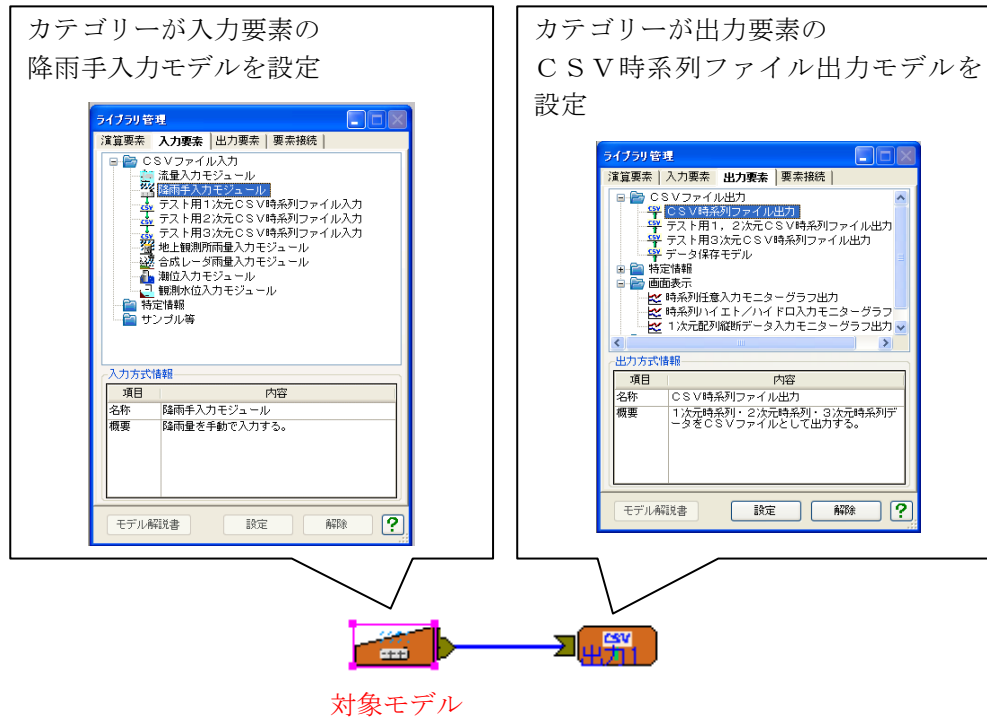 カテゴリーが入力要素の
降雨手入力モデルを設定
ライブラリ管理
演算要素 入力要素 出力要素 要素接続
CSVファイル入力
流量入力モジュール
降雨手入力モジュール
テスト用1次元CSV時系列ファイル入力
テスト用2次元CSV時系列ファイル入力
テスト用3次元CSV時系列ファイル入力
地上観測所雨量入力モジュール
合成レーダ雨量入力モジュール
潮位入力モジュール
観測水位入力モジュール
特定情報
サンプル等
入力方式情報
項目 内容
名称 降雨手入力モジュール
概要 降雨量を手動で入力する。
モデル解説書 設定 解除 ?
カテゴリーが出力要素の
CSV時系列ファイル出力モデルを
設定
ライブラリ管理
演算要素 入力要素 出力要素 要素接続
CSVファイル出力
CSV時系列ファイル出力
テスト用1,2次元CSV時系列ファイル出力
テスト用3次元CSV時系列ファイル出力
データ保存モデル
特定情報
画面表示
時系列任意入力モニターグラフ出力
時系列ハイエト/ハイドロ入力モニターグラフ
1次元配列縦断データ入力モニターグラフ出力
出力方式情報
項目 内容
名称 CSV時系列ファイル出力
概要 1次元時系列・2次元時系列・3次元時系列デ
ータをCSVファイルとして出力する。
モデル解説書 設定 解除 ?
CSV
出力1
対象モデル